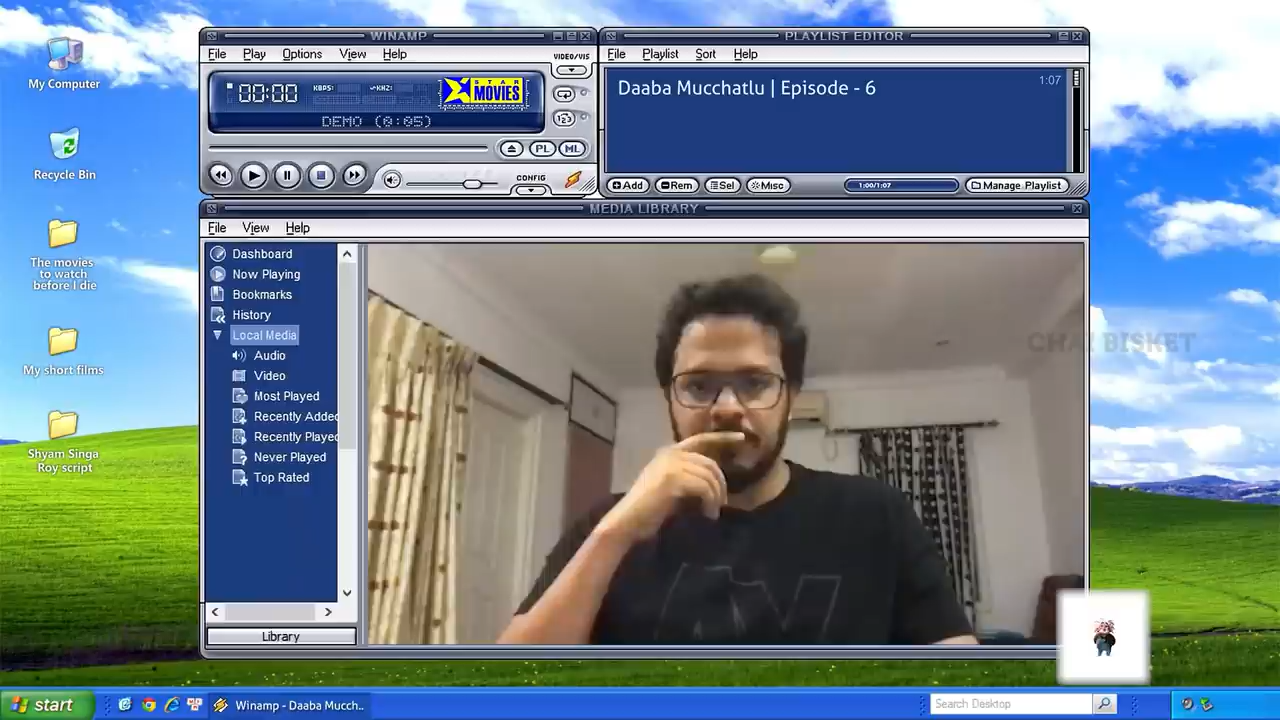 My Computer
Recycle Bin
The movies
to watch
before I die
My short films
Shyam Singa
Roy script
WINAMP
File Play Options View Help
VIDEO/VIS
00:00
KBPS:
KHZ:
STAR
MOVIES
DEMO (0:05)
PL
ML
CONFIG
PLAYLIST EDITOR
File Playlist Sort Help
Daaba Mucchatlu | Episode - 6
1:07
Add Rem Sel Misc
1:00/1:07
Manage Playlist
MEDIA LIBRARY
File View Help
Dashboard
Now Playing
Bookmarks
History
Local Media
Audio
Video
Most Played
Recently Added
Recently Playe
Never Played
Top Rated
Library
CHAI BISKET
start
Winamp - Daaba Mucch..
Search Desktop